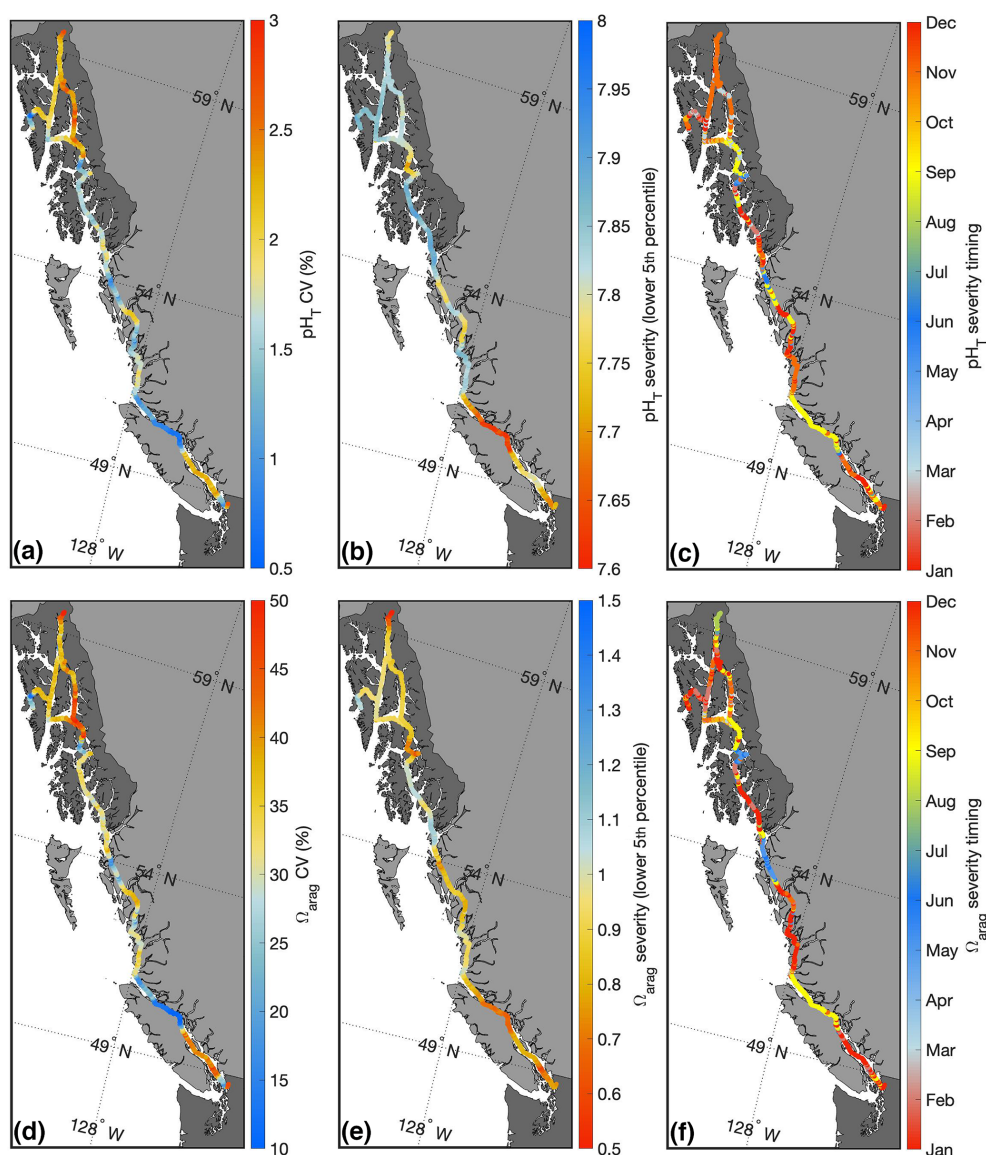 59° N
54° N
49° N
128° W
(a)
3
2.5
2
1.5
1
0.5
pH_T CV (%)
59° N
54° N
49° N
128° W
(b)
8
7.95
7.9
7.85
7.8
7.75
7.7
7.65
7.6
pH_T severity (lower 5th percentile)
59° N
54° N
49° N
128° W
(c)
Dec
Nov
Oct
Sep
Aug
Jul
Jun
May
Apr
Mar
Feb
Jan
pH_T severity timing
59° N
54° N
49° N
128° W
(d)
50
45
40
35
30
25
20
15
10
Ω_arag CV (%)
59° N
54° N
49° N
128° W
(e)
1.5
1.4
1.3
1.2
1.1
1
0.9
0.8
0.7
0.6
0.5
Ω_arag severity (lower 5th percentile)
59° N
54° N
49° N
128° W
(f)
Dec
Nov
Oct
Sep
Aug
Jul
Jun
May
Apr
Mar
Feb
Jan
Ω_arag severity timing